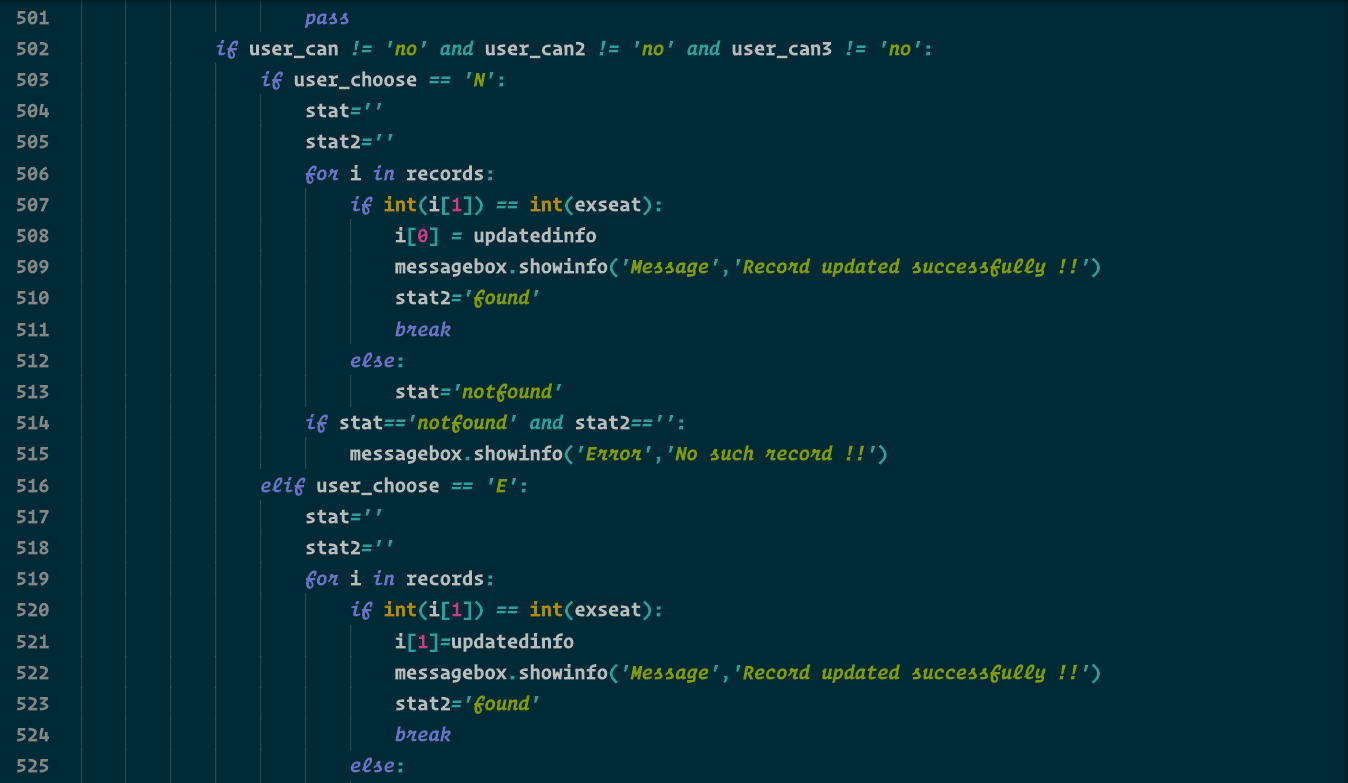 501 pass
502 if user_can != 'no' and user_can2 != 'no' and user_can3 != 'no':
503 if user_choose == 'N':
504 stat=''
505 stat2=''
506 for i in records:
507 if int(i[1]) == int(exseat):
508 i[0] = updatedinfo
509 messagebox.showinfo('Message','Record updated successfully !!')
510 stat2='found'
511 break
512 else:
513 stat='notfound'
514 if stat=='notfound' and stat2=='':
515 messagebox.showinfo('Error','No such record !!')
516 elif user_choose == 'E':
517 stat=''
518 stat2=''
519 for i in records:
520 if int(i[1]) == int(exseat):
521 i[1]=updatedinfo
522 messagebox.showinfo('Message','Record updated successfully !!')
523 stat2='found'
524 break
525 else: